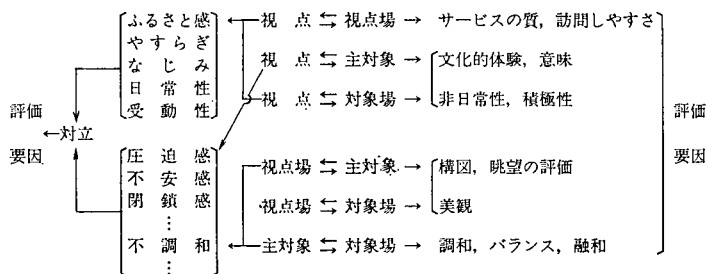 ふるさと感 ← 視点 ⇆ 視点場 → サービスの質，訪問しやすさ
やすらぎ
なじみ 視点 ⇆ 主対象 → 文化的体験，意味
日常性
受動性 視点 ⇆ 対象場 → 非日常性，積極性
評価 評価
←対立
要因 要因
圧迫感
不安感 視点場 ⇆ 主対象 → 構図，眺望の評価
閉鎖感
⋮ 視点場 ⇆ 対象場 → 美観
不調和 ← 主対象 ⇆ 対象場 → 調和，バランス，融和
⋮